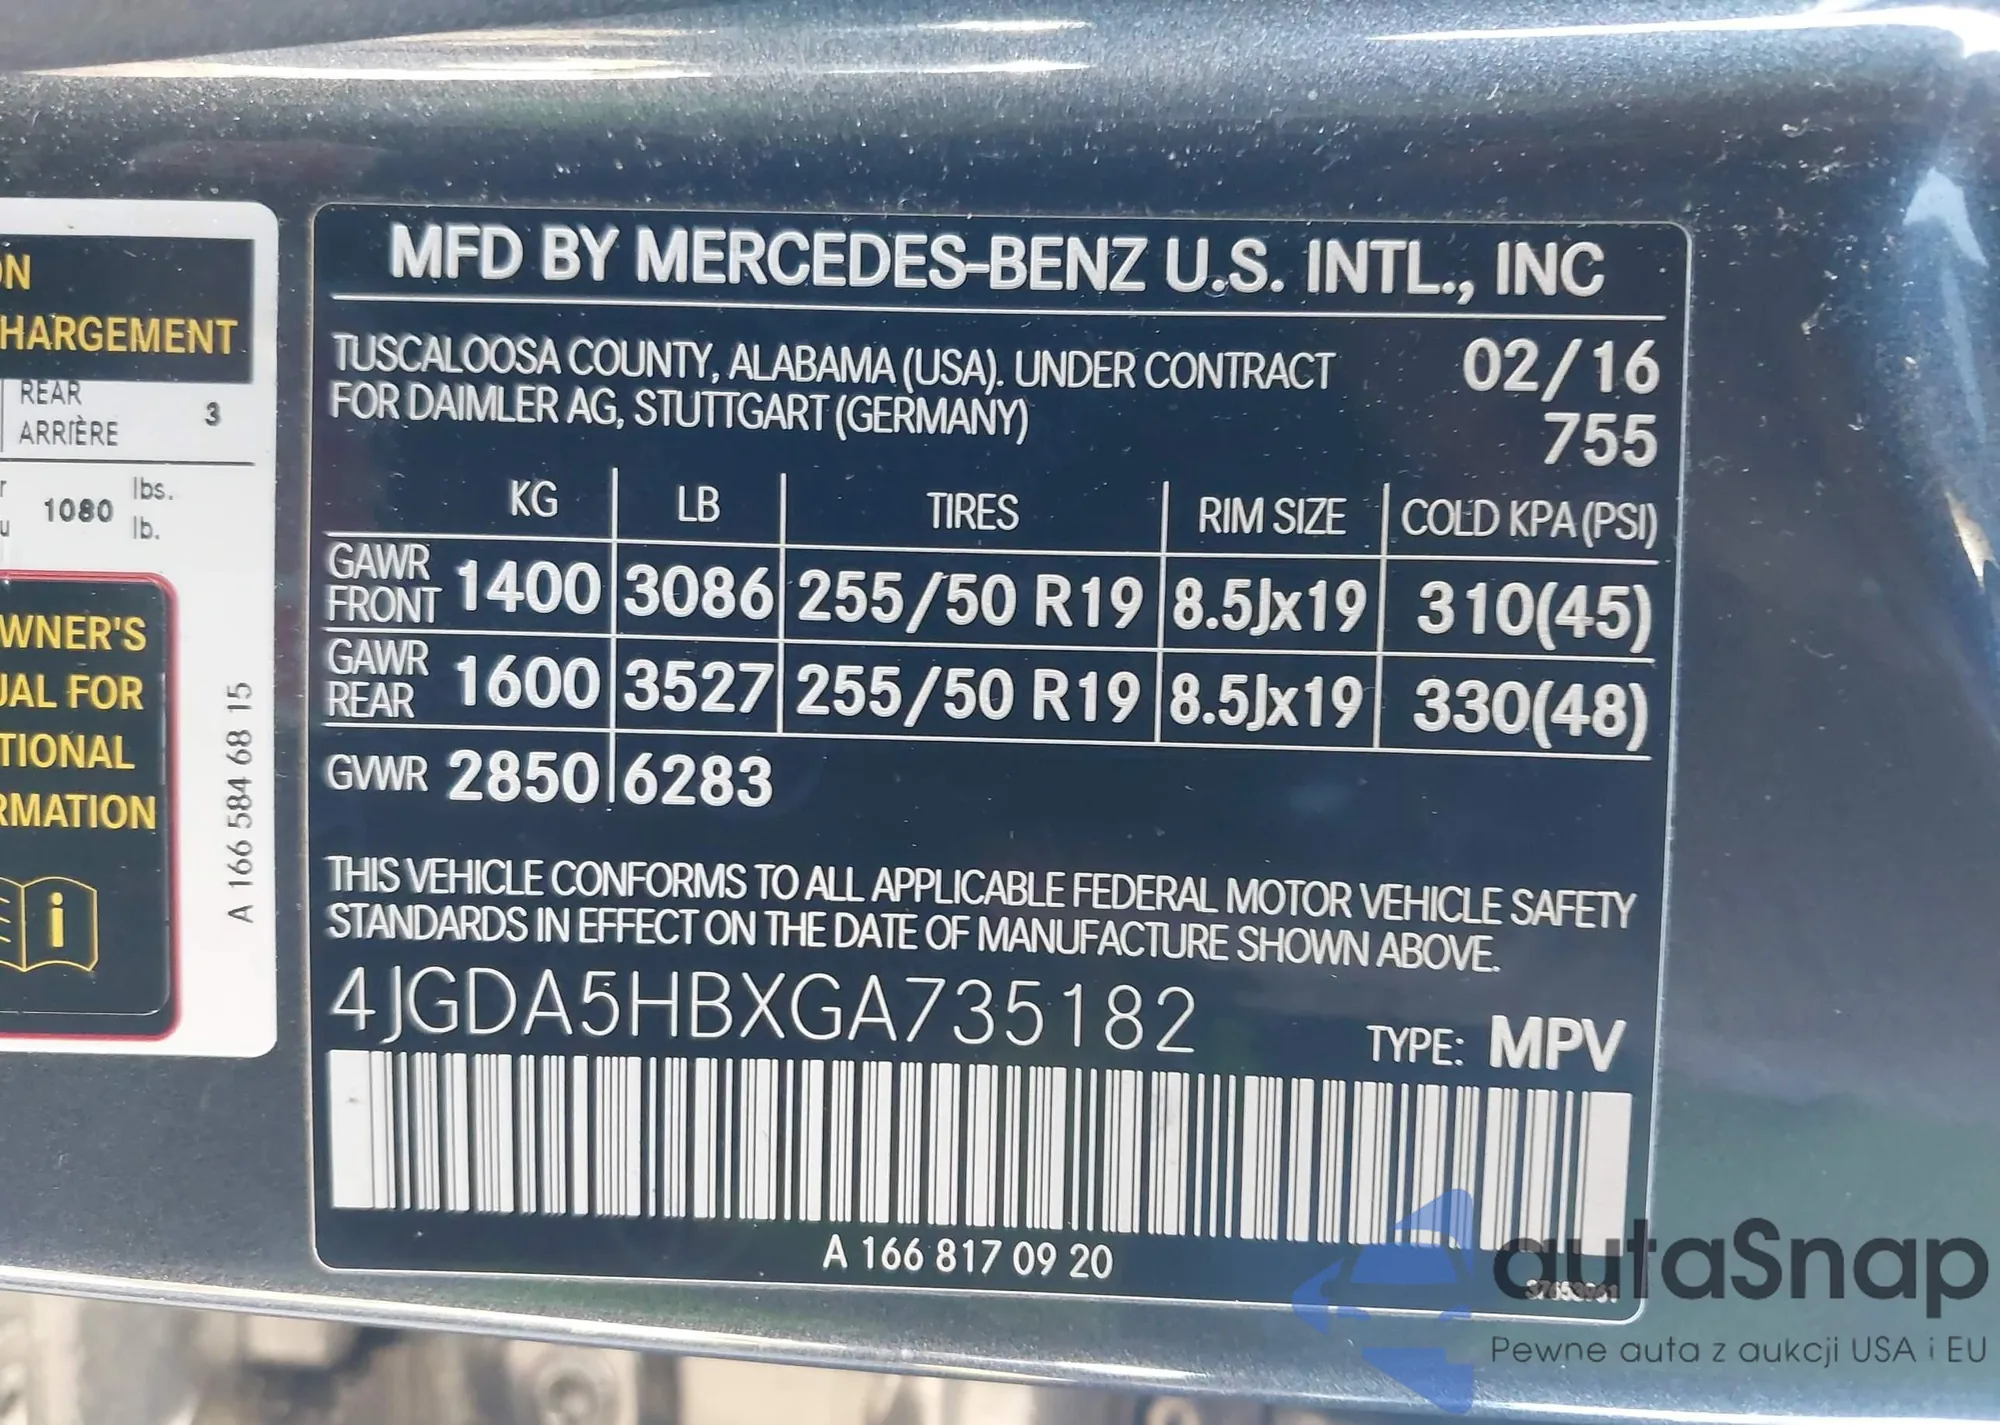 ON
HARGEMENT
REAR
ARRIÈRE
3
1080
lbs.
lb.
WNER'S
UAL FOR
TIONAL
RMATION
i
A 166 584 68 15
MFD BY MERCEDES-BENZ U.S. INTL., INC
TUSCALOOSA COUNTY, ALABAMA (USA). UNDER CONTRACT
FOR DAIMLER AG, STUTTGART (GERMANY)
02/16
755
KG LB TIRES RIM SIZE COLD KPA (PSI)
GAWR FRONT 1400 3086 255/50 R19 8.5Jx19 310(45)
GAWR REAR 1600 3527 255/50 R19 8.5Jx19 330(48)
GVWR 2850 6283
THIS VEHICLE CONFORMS TO ALL APPLICABLE FEDERAL MOTOR VEHICLE SAFETY
STANDARDS IN EFFECT ON THE DATE OF MANUFACTURE SHOWN ABOVE.
4JGDA5HBXGA735182
TYPE: MPV
A 166 817 09 20
autaSnap
Pewne auta z aukcji USA i EU